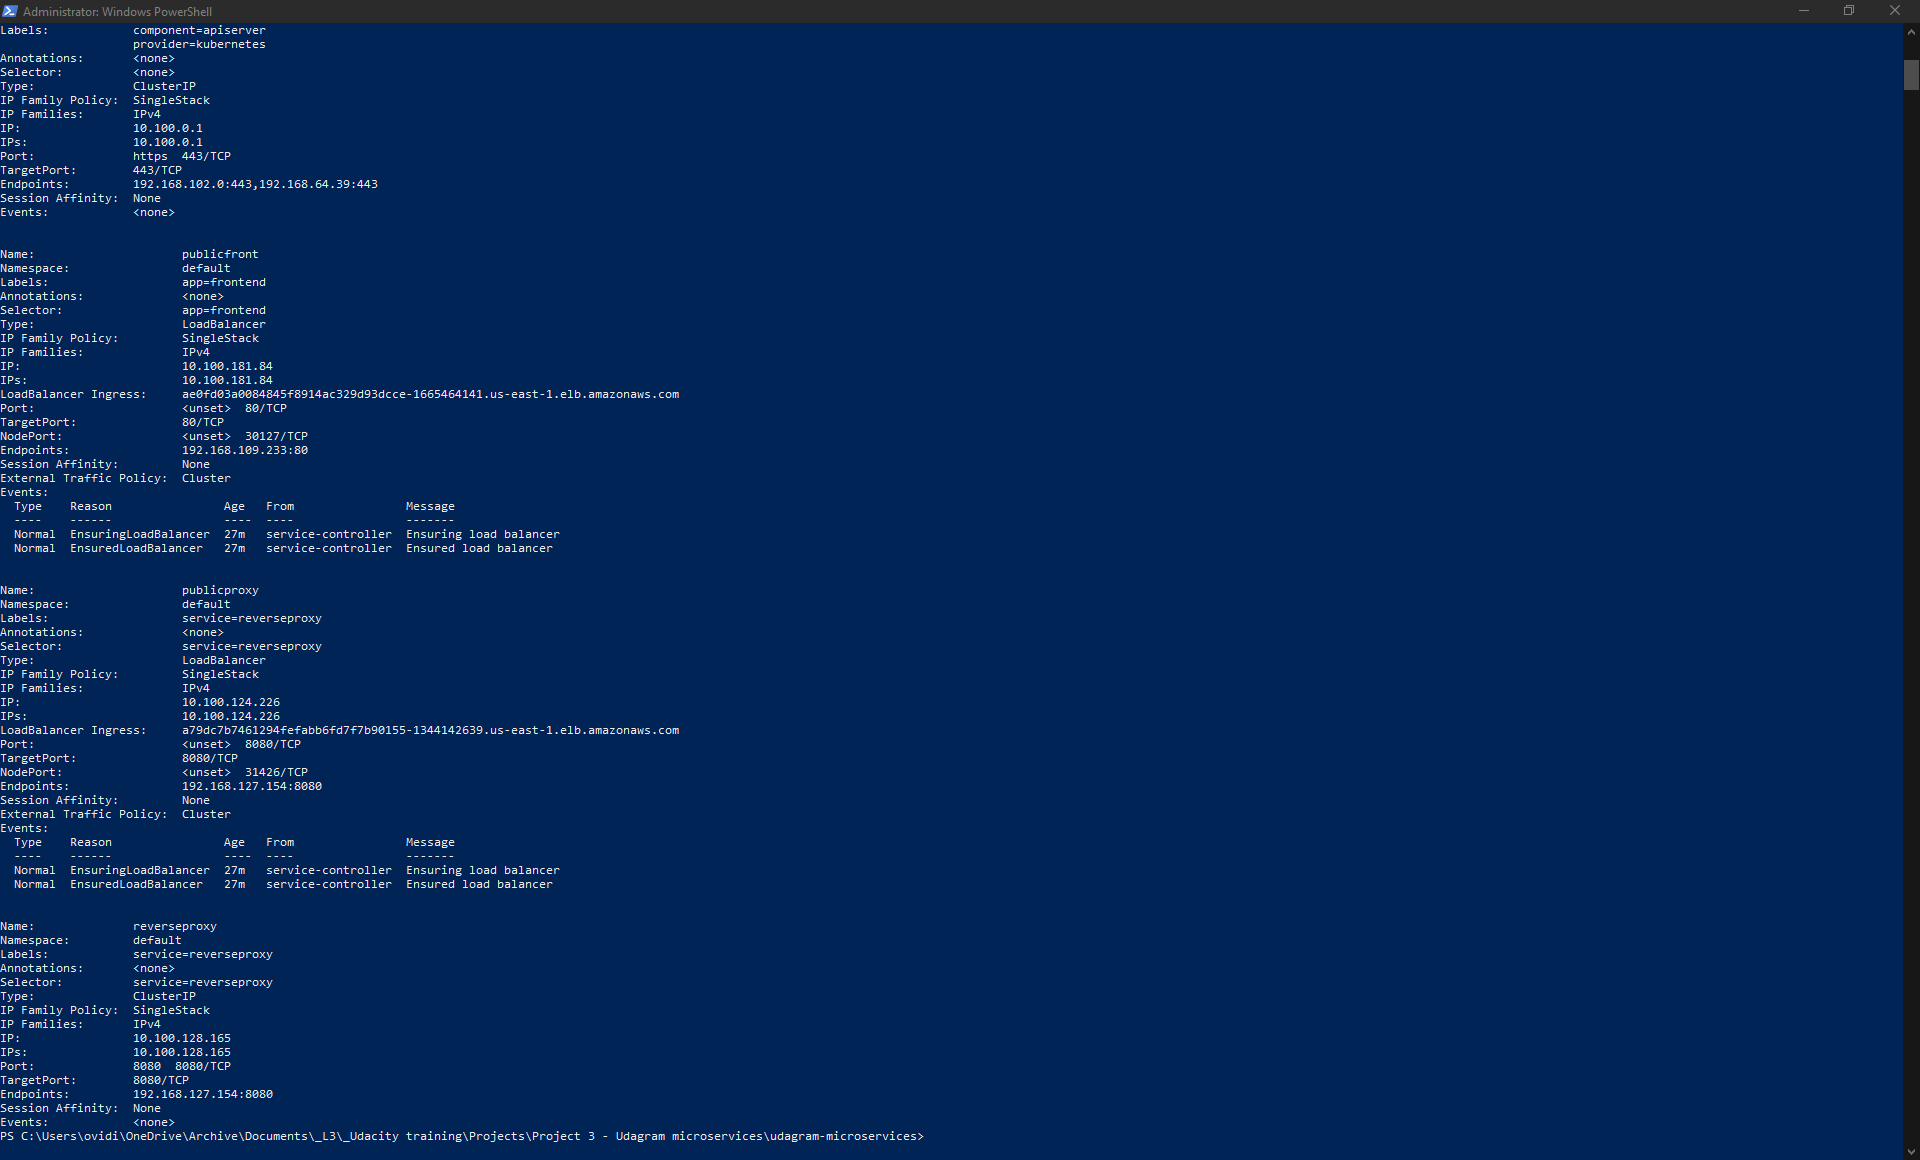 Administrator: Windows PowerShell
Labels:            component=apiserver
                   provider=kubernetes
Annotations:       <none>
Selector:          <none>
Type:              ClusterIP
IP Family Policy:  SingleStack
IP Families:       IPv4
IP:                10.100.0.1
IPs:               10.100.0.1
Port:              https  443/TCP
TargetPort:        443/TCP
Endpoints:         192.168.102.0:443,192.168.64.39:443
Session Affinity:  None
Events:            <none>


Name:                     publicfront
Namespace:                default
Labels:                   app=frontend
Annotations:              <none>
Selector:                 app=frontend
Type:                     LoadBalancer
IP Family Policy:         SingleStack
IP Families:              IPv4
IP:                       10.100.181.84
IPs:                      10.100.181.84
LoadBalancer Ingress:     ae0fd03a0084845f8914ac329d93dcce-1665464141.us-east-1.elb.amazonaws.com
Port:                     <unset>  80/TCP
TargetPort:               80/TCP
NodePort:                 <unset>  30127/TCP
Endpoints:                192.168.109.233:80
Session Affinity:         None
External Traffic Policy:  Cluster
Events:
  Type    Reason                Age   From                Message
  ----    ------                ----  ----                -------
  Normal  EnsuringLoadBalancer  27m   service-controller  Ensuring load balancer
  Normal  EnsuredLoadBalancer   27m   service-controller  Ensured load balancer


Name:                     publicproxy
Namespace:                default
Labels:                   service=reverseproxy
Annotations:              <none>
Selector:                 service=reverseproxy
Type:                     LoadBalancer
IP Family Policy:         SingleStack
IP Families:              IPv4
IP:                       10.100.124.226
IPs:                      10.100.124.226
LoadBalancer Ingress:     a79dc7b7461294fefabb6fd7f7b90155-1344142639.us-east-1.elb.amazonaws.com
Port:                     <unset>  8080/TCP
TargetPort:               8080/TCP
NodePort:                 <unset>  31426/TCP
Endpoints:                192.168.127.154:8080
Session Affinity:         None
External Traffic Policy:  Cluster
Events:
  Type    Reason                Age   From                Message
  ----    ------                ----  ----                -------
  Normal  EnsuringLoadBalancer  27m   service-controller  Ensuring load balancer
  Normal  EnsuredLoadBalancer   27m   service-controller  Ensured load balancer


Name:              reverseproxy
Namespace:         default
Labels:            service=reverseproxy
Annotations:       <none>
Selector:          service=reverseproxy
Type:              ClusterIP
IP Family Policy:  SingleStack
IP Families:       IPv4
IP:                10.100.128.165
IPs:               10.100.128.165
Port:              8080  8080/TCP
TargetPort:        8080/TCP
Endpoints:         192.168.127.154:8080
Session Affinity:  None
Events:            <none>
PS C:\Users\ovidi\OneDrive\Archive\Documents\_L3\_Udacity training\Projects\Project 3 - Udagram microservices\udagram-microservices>